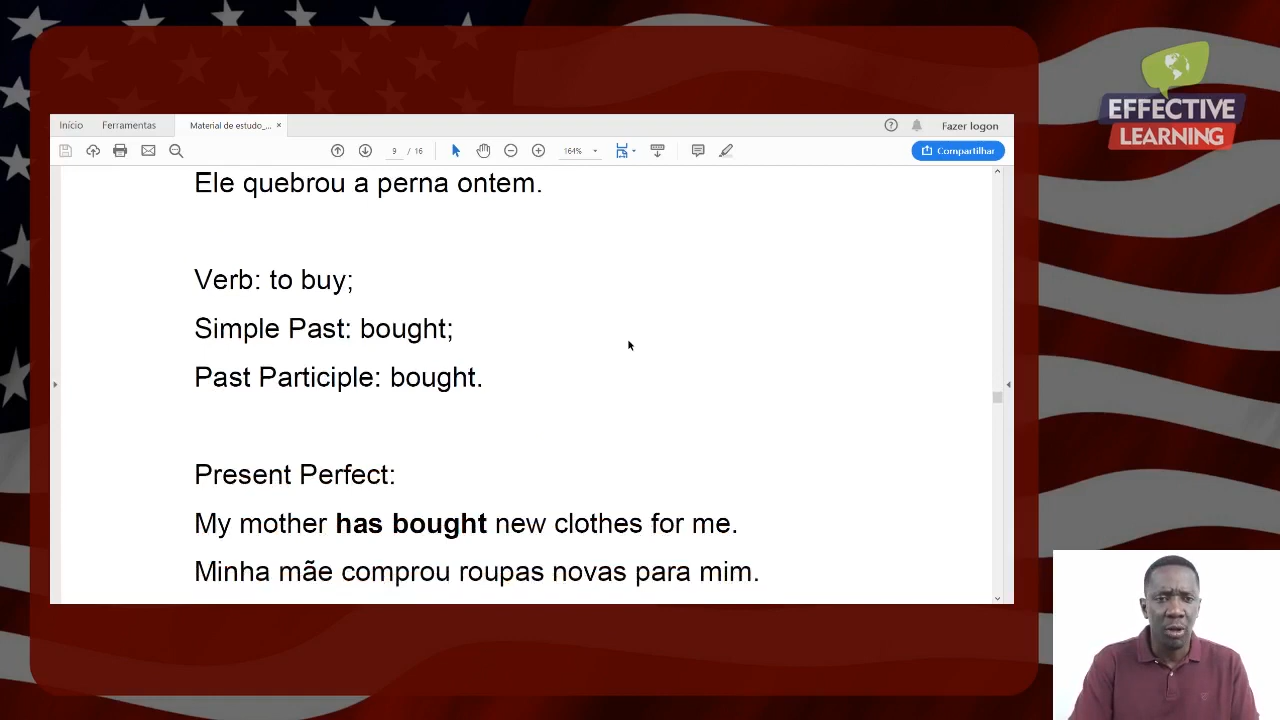 EFFECTIVE
LEARNING
Início Ferramentas Material de estudo_... ×
Fazer logon
9 / 16 164% Compartilhar
Ele quebrou a perna ontem.
Verb: to buy;
Simple Past: bought;
Past Participle: bought.
Present Perfect:
My mother has bought new clothes for me.
Minha mãe comprou roupas novas para mim.